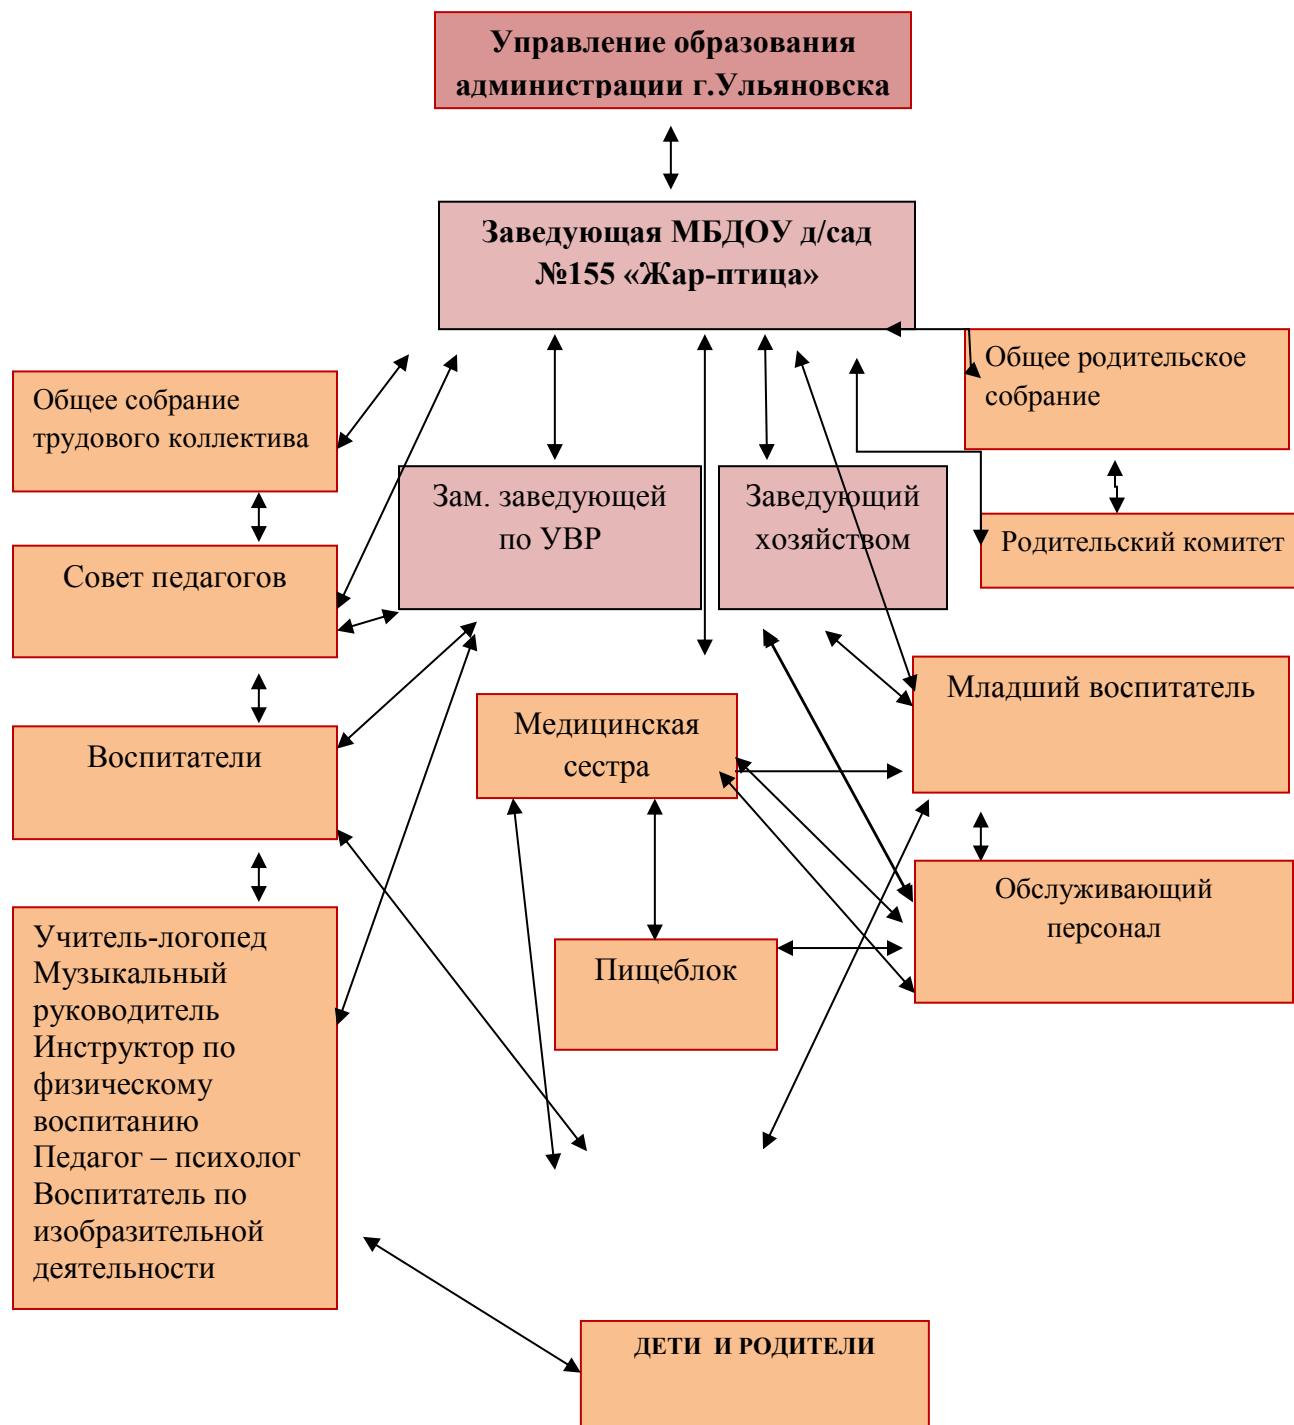 Управление образования
администрации г.Ульяновска
Заведующая МБДОУ д/сад
№155 «Жар-птица»
Общее родительское
собрание
Общее собрание
трудового коллектива
Зам. заведующей
по УВР
Заведующий
хозяйством
Родительский комитет
Совет педагогов
Младший воспитатель
Медицинская
сестра
Воспитатели
Обслуживающий
персонал
Пищеблок
Учитель-логопед
Музыкальный
руководитель
Инструктор по
физическому
воспитанию
Педагог – психолог
Воспитатель по
изобразительной
деятельности
ДЕТИ И РОДИТЕЛИ